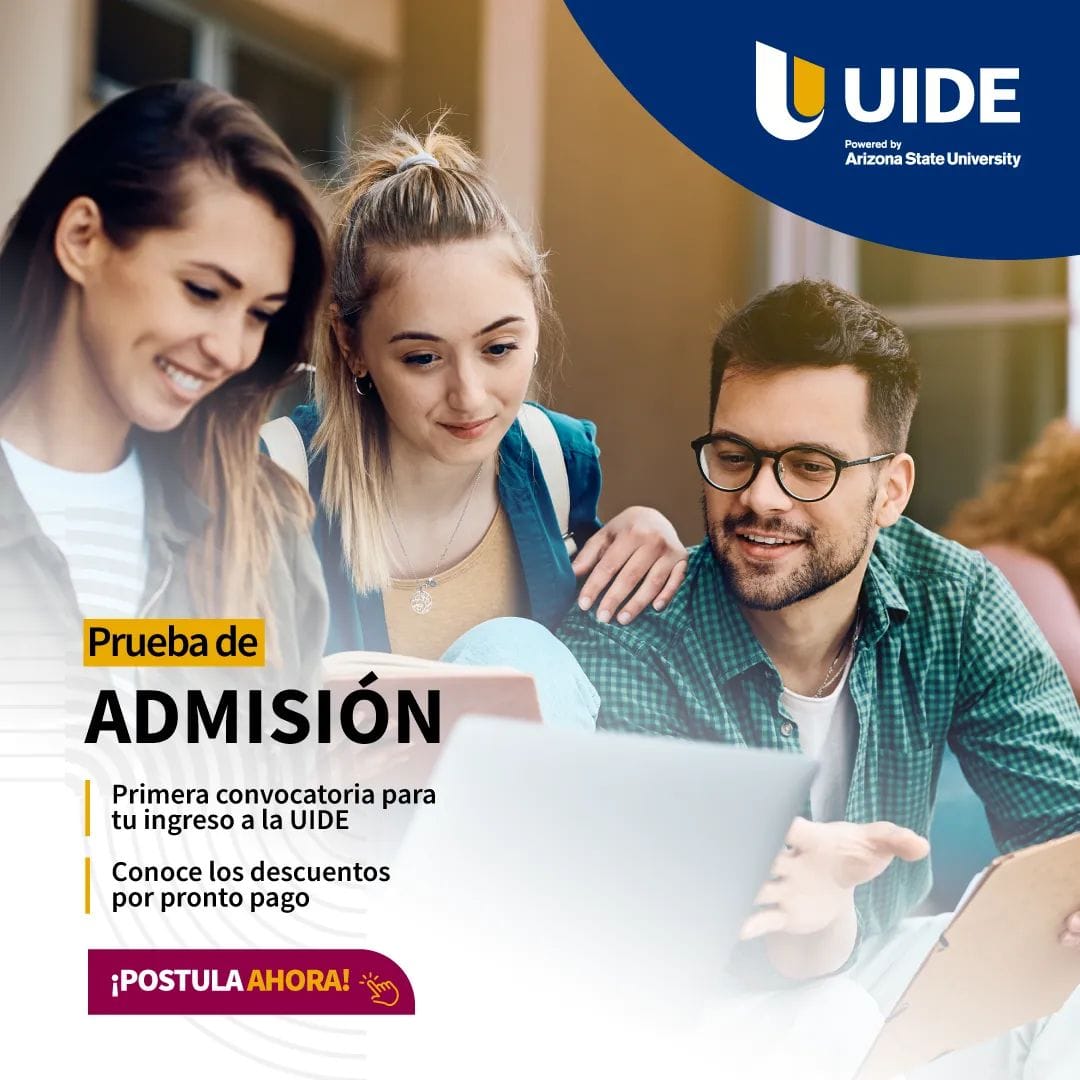 UIDE
Powered by
Arizona State University
Prueba de
ADMISIÓN
Primera convocatoria para
tu ingreso a la UIDE
Conoce los descuentos
por pronto pago
¡POSTULA AHORA!